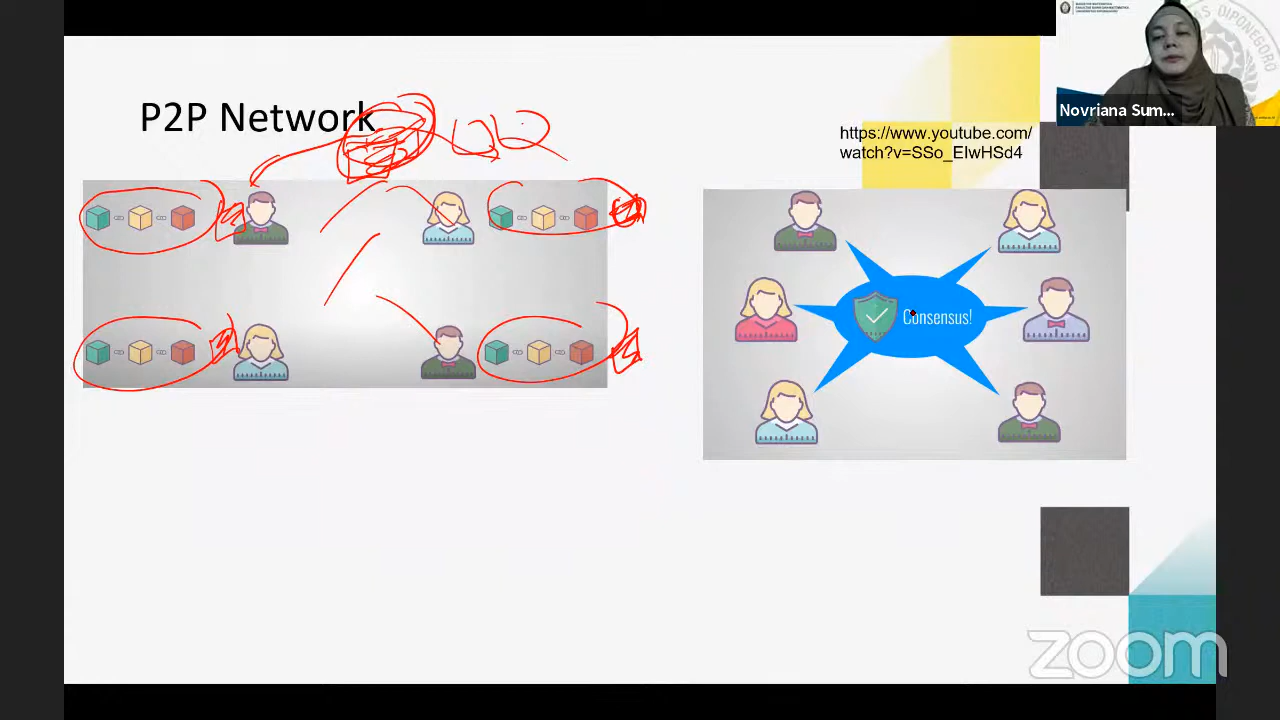 P2P Network
https://www.youtube.com/
watch?v=SSo_EIwHSd4
Consensus!
Novriana Sum...
zoom